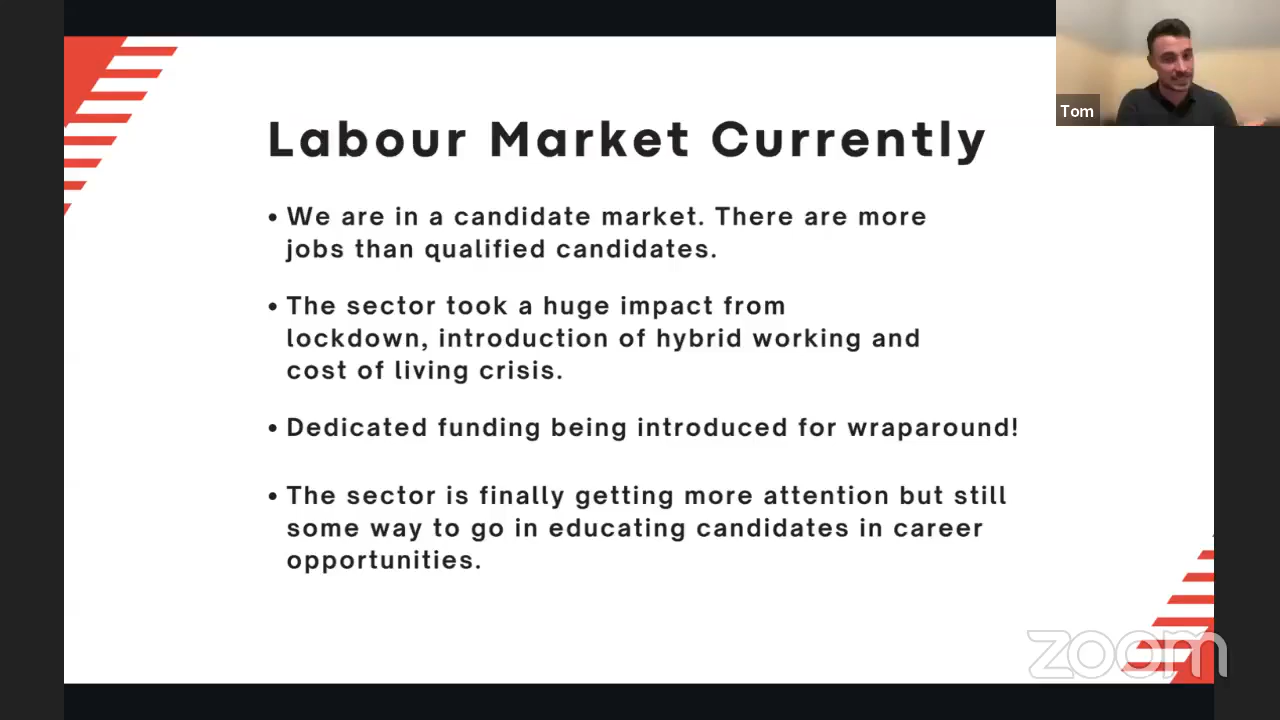 Tom
Labour Market Currently
• We are in a candidate market. There are more
jobs than qualified candidates.
• The sector took a huge impact from
lockdown, introduction of hybrid working and
cost of living crisis.
• Dedicated funding being introduced for wraparound!
• The sector is finally getting more attention but still
some way to go in educating candidates in career
opportunities.
zoom